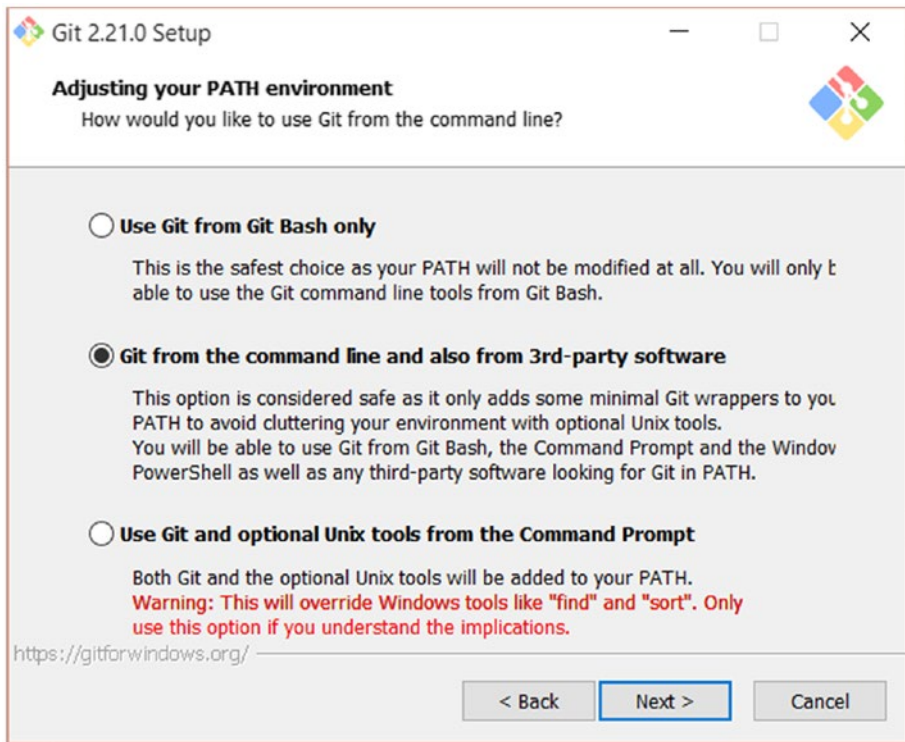 Git 2.21.0 Setup
Adjusting your PATH environment
How would you like to use Git from the command line?
Use Git from Git Bash only
This is the safest choice as your PATH will not be modified at all. You will only b
able to use the Git command line tools from Git Bash.
Git from the command line and also from 3rd-party software
This option is considered safe as it only adds some minimal Git wrappers to you
PATH to avoid cluttering your environment with optional Unix tools.
You will be able to use Git from Git Bash, the Command Prompt and the Window
PowerShell as well as any third-party software looking for Git in PATH.
Use Git and optional Unix tools from the Command Prompt
Both Git and the optional Unix tools will be added to your PATH.
Warning: This will override Windows tools like "find" and "sort". Only
use this option if you understand the implications.
https://gitforwindows.org/
< Back
Next >
Cancel